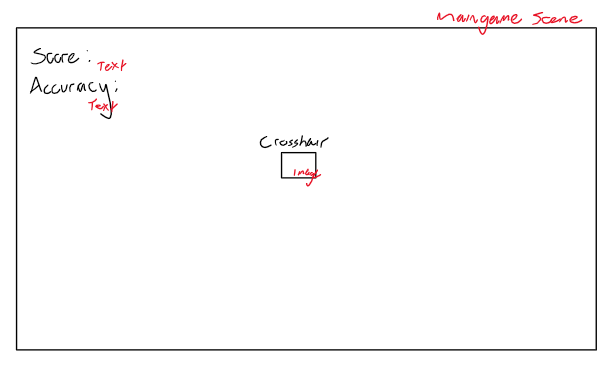 Maingame Scene
Score: Text
Accuracy:
Text
Crosshair
Image